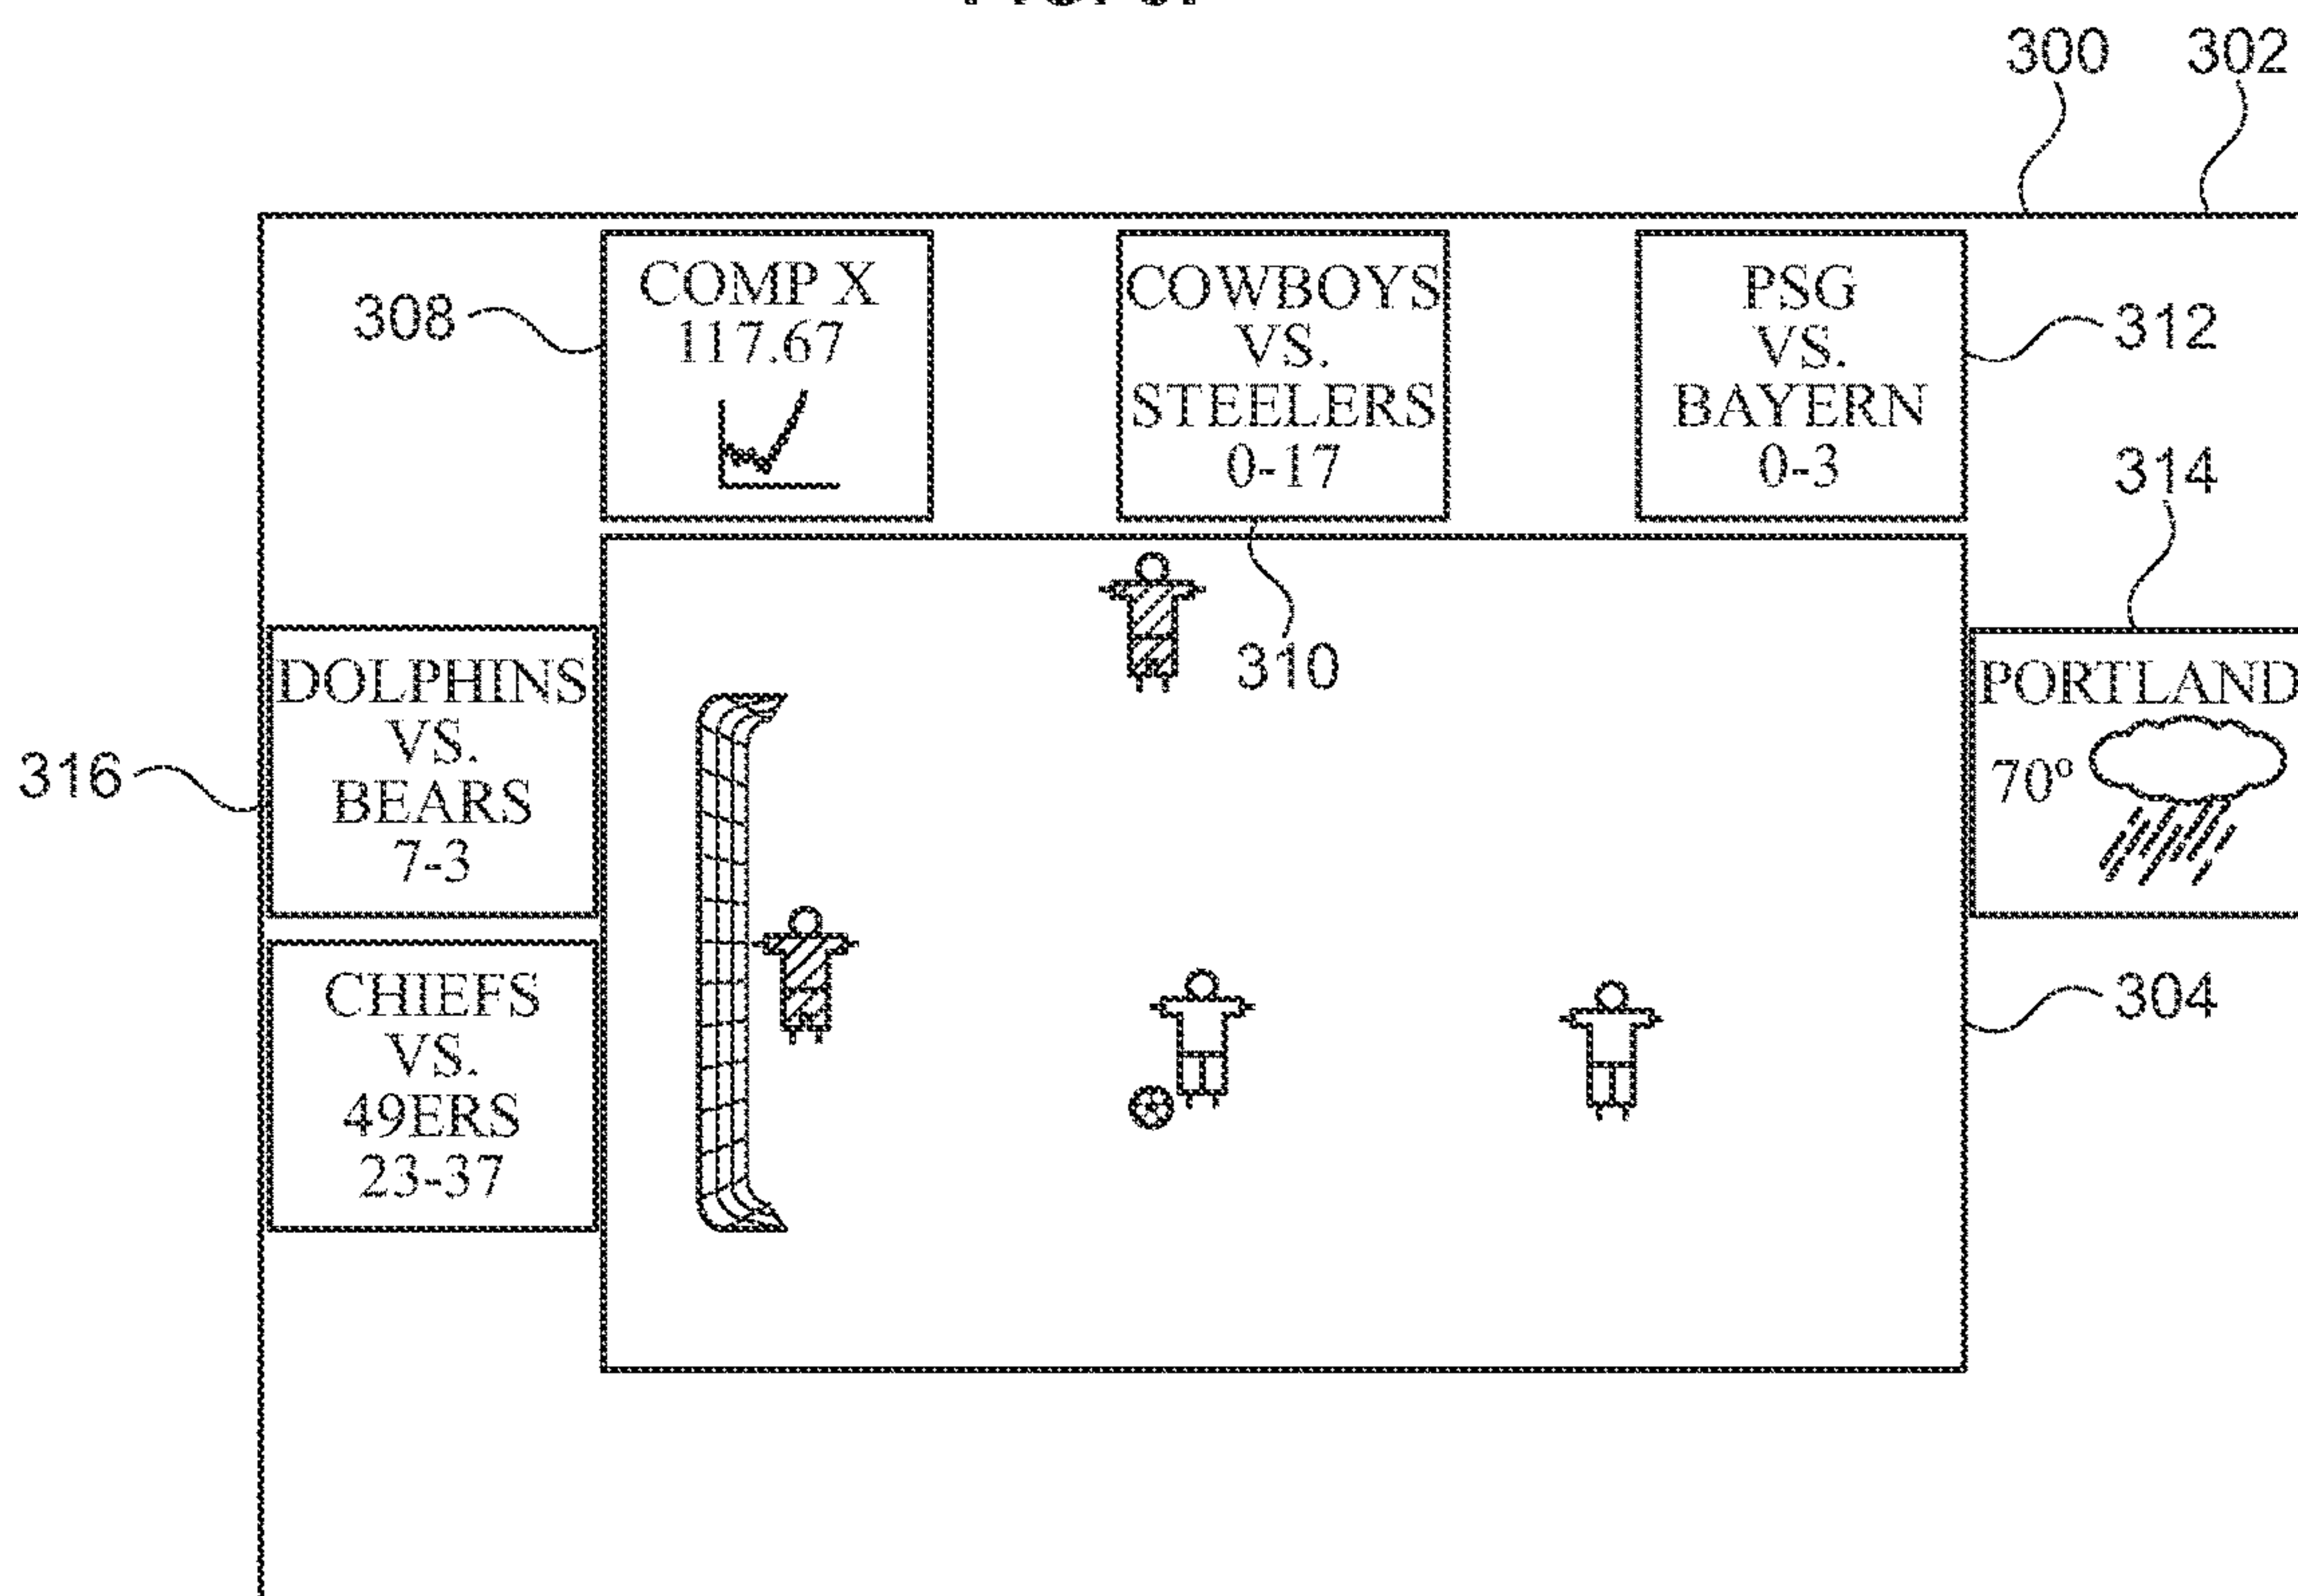 300 302
308
COMP X
117.67
COWBOYS
VS.
STEELERS
0-17
PSG
VS.
BAYERN
0-3
312
314
310
316
DOLPHINS
VS.
BEARS
7-3
PORTLAND
70°
CHIEFS
VS.
49ERS
23-37
304